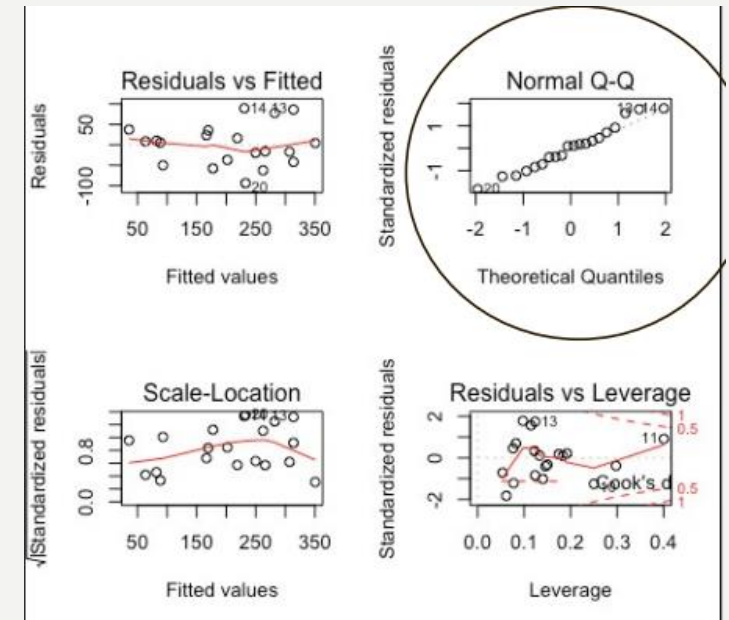 Residuals vs Fitted
Residuals
50
-100
14 13
20
50 150 250 350
Fitted values
Normal Q-Q
Standardized residuals
1
-1
13 14
20
-2 -1 0 1 2
Theoretical Quantiles
Scale-Location
√|Standardized residuals|
0.8
0.0
14 13
50 150 250 350
Fitted values
Residuals vs Leverage
Standardized residuals
2
0
-2
13
11
1
0.5
Cook's d
0.5
1
0.0 0.1 0.2 0.3 0.4
Leverage